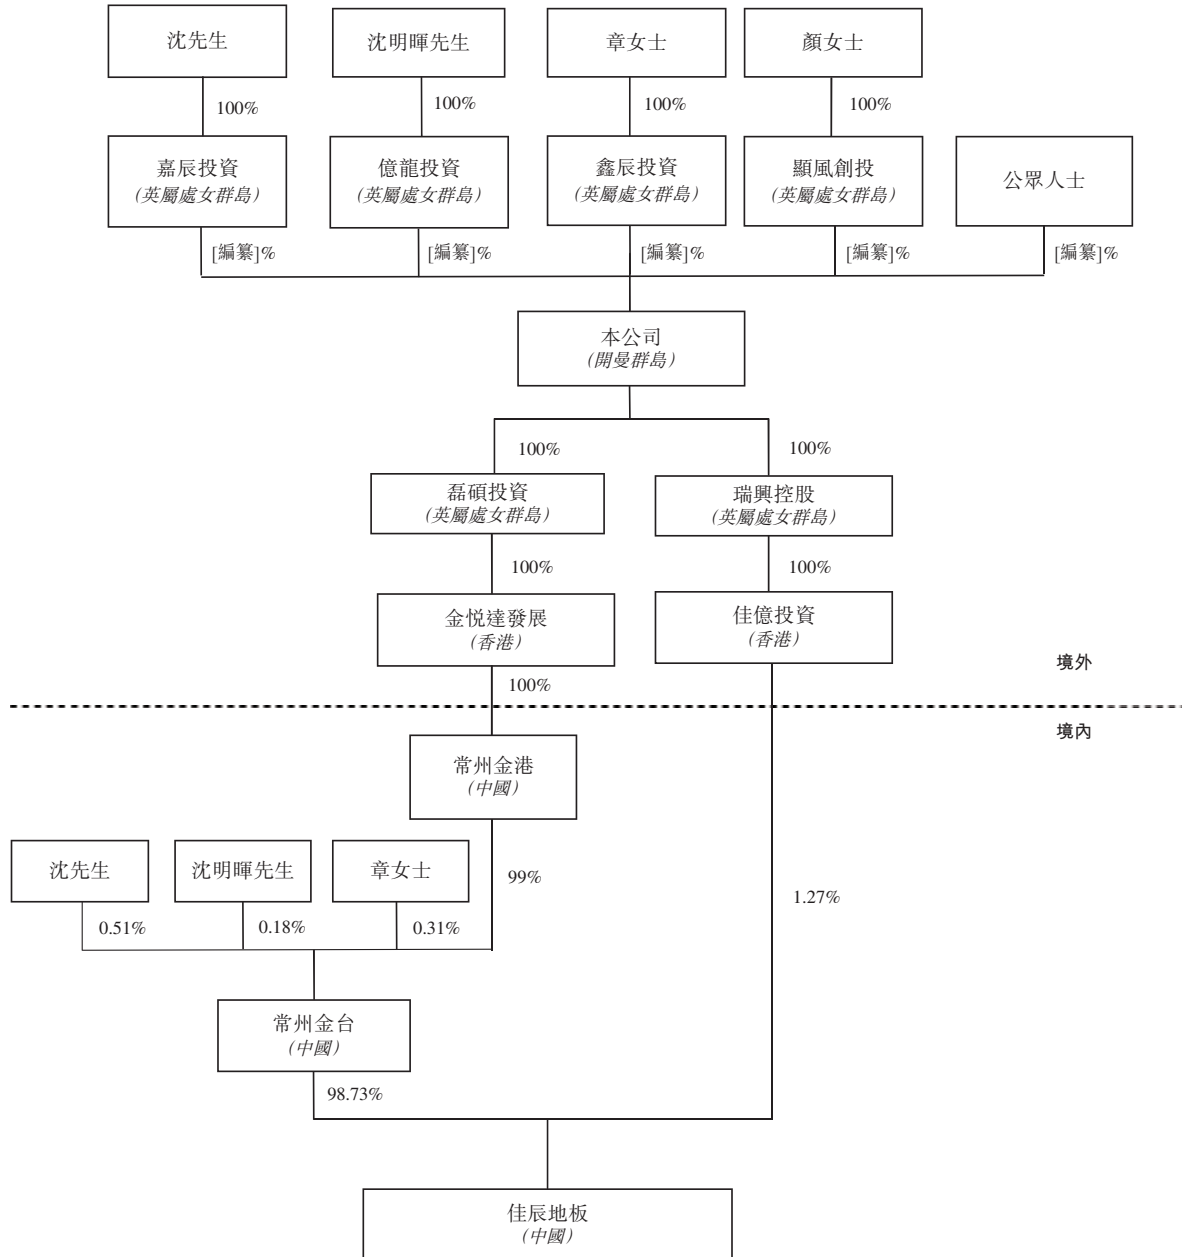 沈先生
沈明暉先生
章女士
顏女士
100%
100%
100%
100%
嘉辰投資
(英屬處女群島)
億龍投資
(英屬處女群島)
鑫辰投資
(英屬處女群島)
顯風創投
(英屬處女群島)
公眾人士
[編纂]%
[編纂]%
[編纂]%
[編纂]%
[編纂]%
本公司
(開曼群島)
100%
100%
磊碩投資
(英屬處女群島)
瑞興控股
(英屬處女群島)
100%
100%
金悅達發展
(香港)
佳億投資
(香港)
境外
100%
境內
常州金港
(中國)
沈先生
沈明暉先生
章女士
99%
1.27%
0.51%
0.18%
0.31%
常州金台
(中國)
98.73%
佳辰地板
(中國)